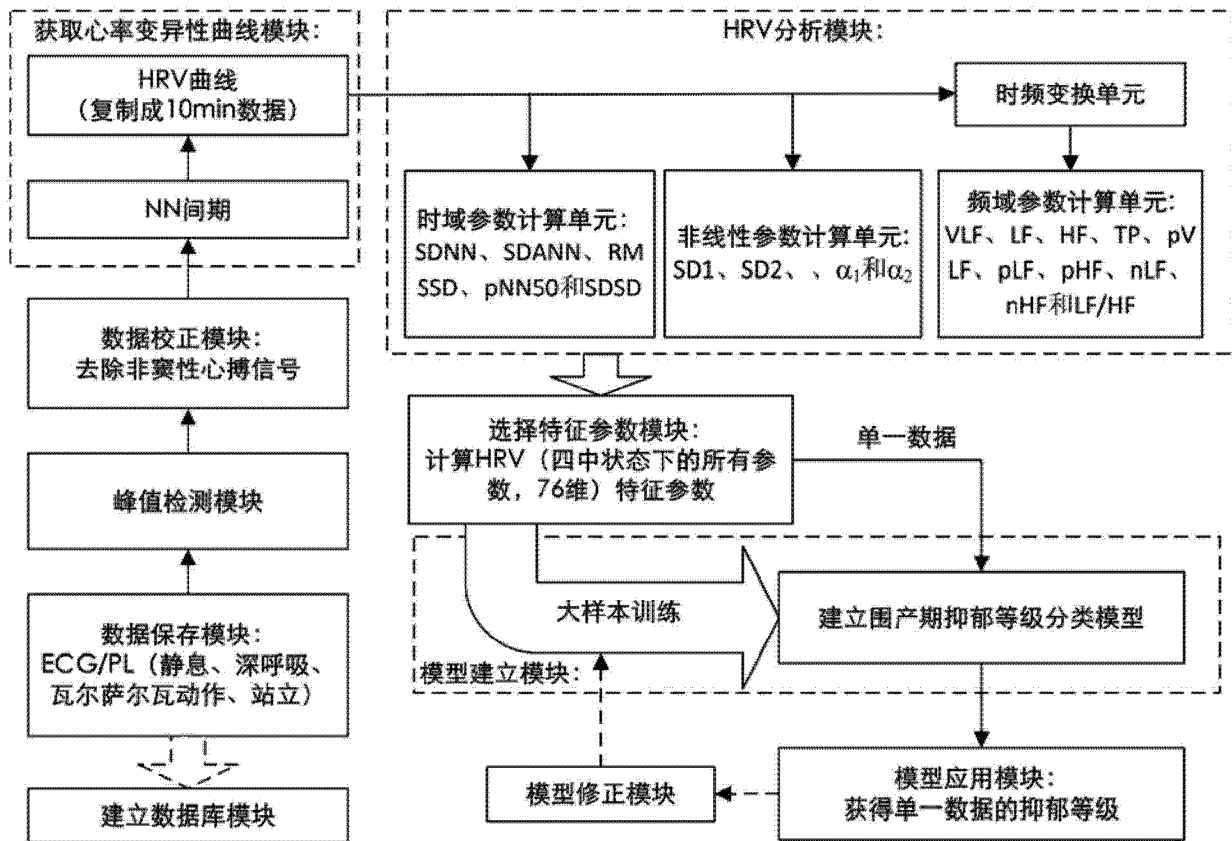 获取心率变异性曲线模块：
HRV曲线
（复制成10min数据）
NN间期
数据校正模块：
去除非窦性心搏信号
峰值检测模块
数据保存模块：
ECG/PL（静息、深呼吸、
瓦尔萨尔瓦动作、站立）
建立数据库模块
HRV分析模块：
时频变换单元
时域参数计算单元：
SDNN、SDANN、RM
SSD、pNN50和SDSD
非线性参数计算单元：
SD1、SD2、、α₁和α₂
频域参数计算单元：
VLF、LF、HF、TP、pV
LF、pLF、pHF、nLF、
nHF和LF/HF
选择特征参数模块：
计算HRV（四中状态下的所有参
数，76维）特征参数
单一数据
大样本训练
建立围产期抑郁等级分类模型
模型建立模块：
模型修正模块
模型应用模块：
获得单一数据的抑郁等级